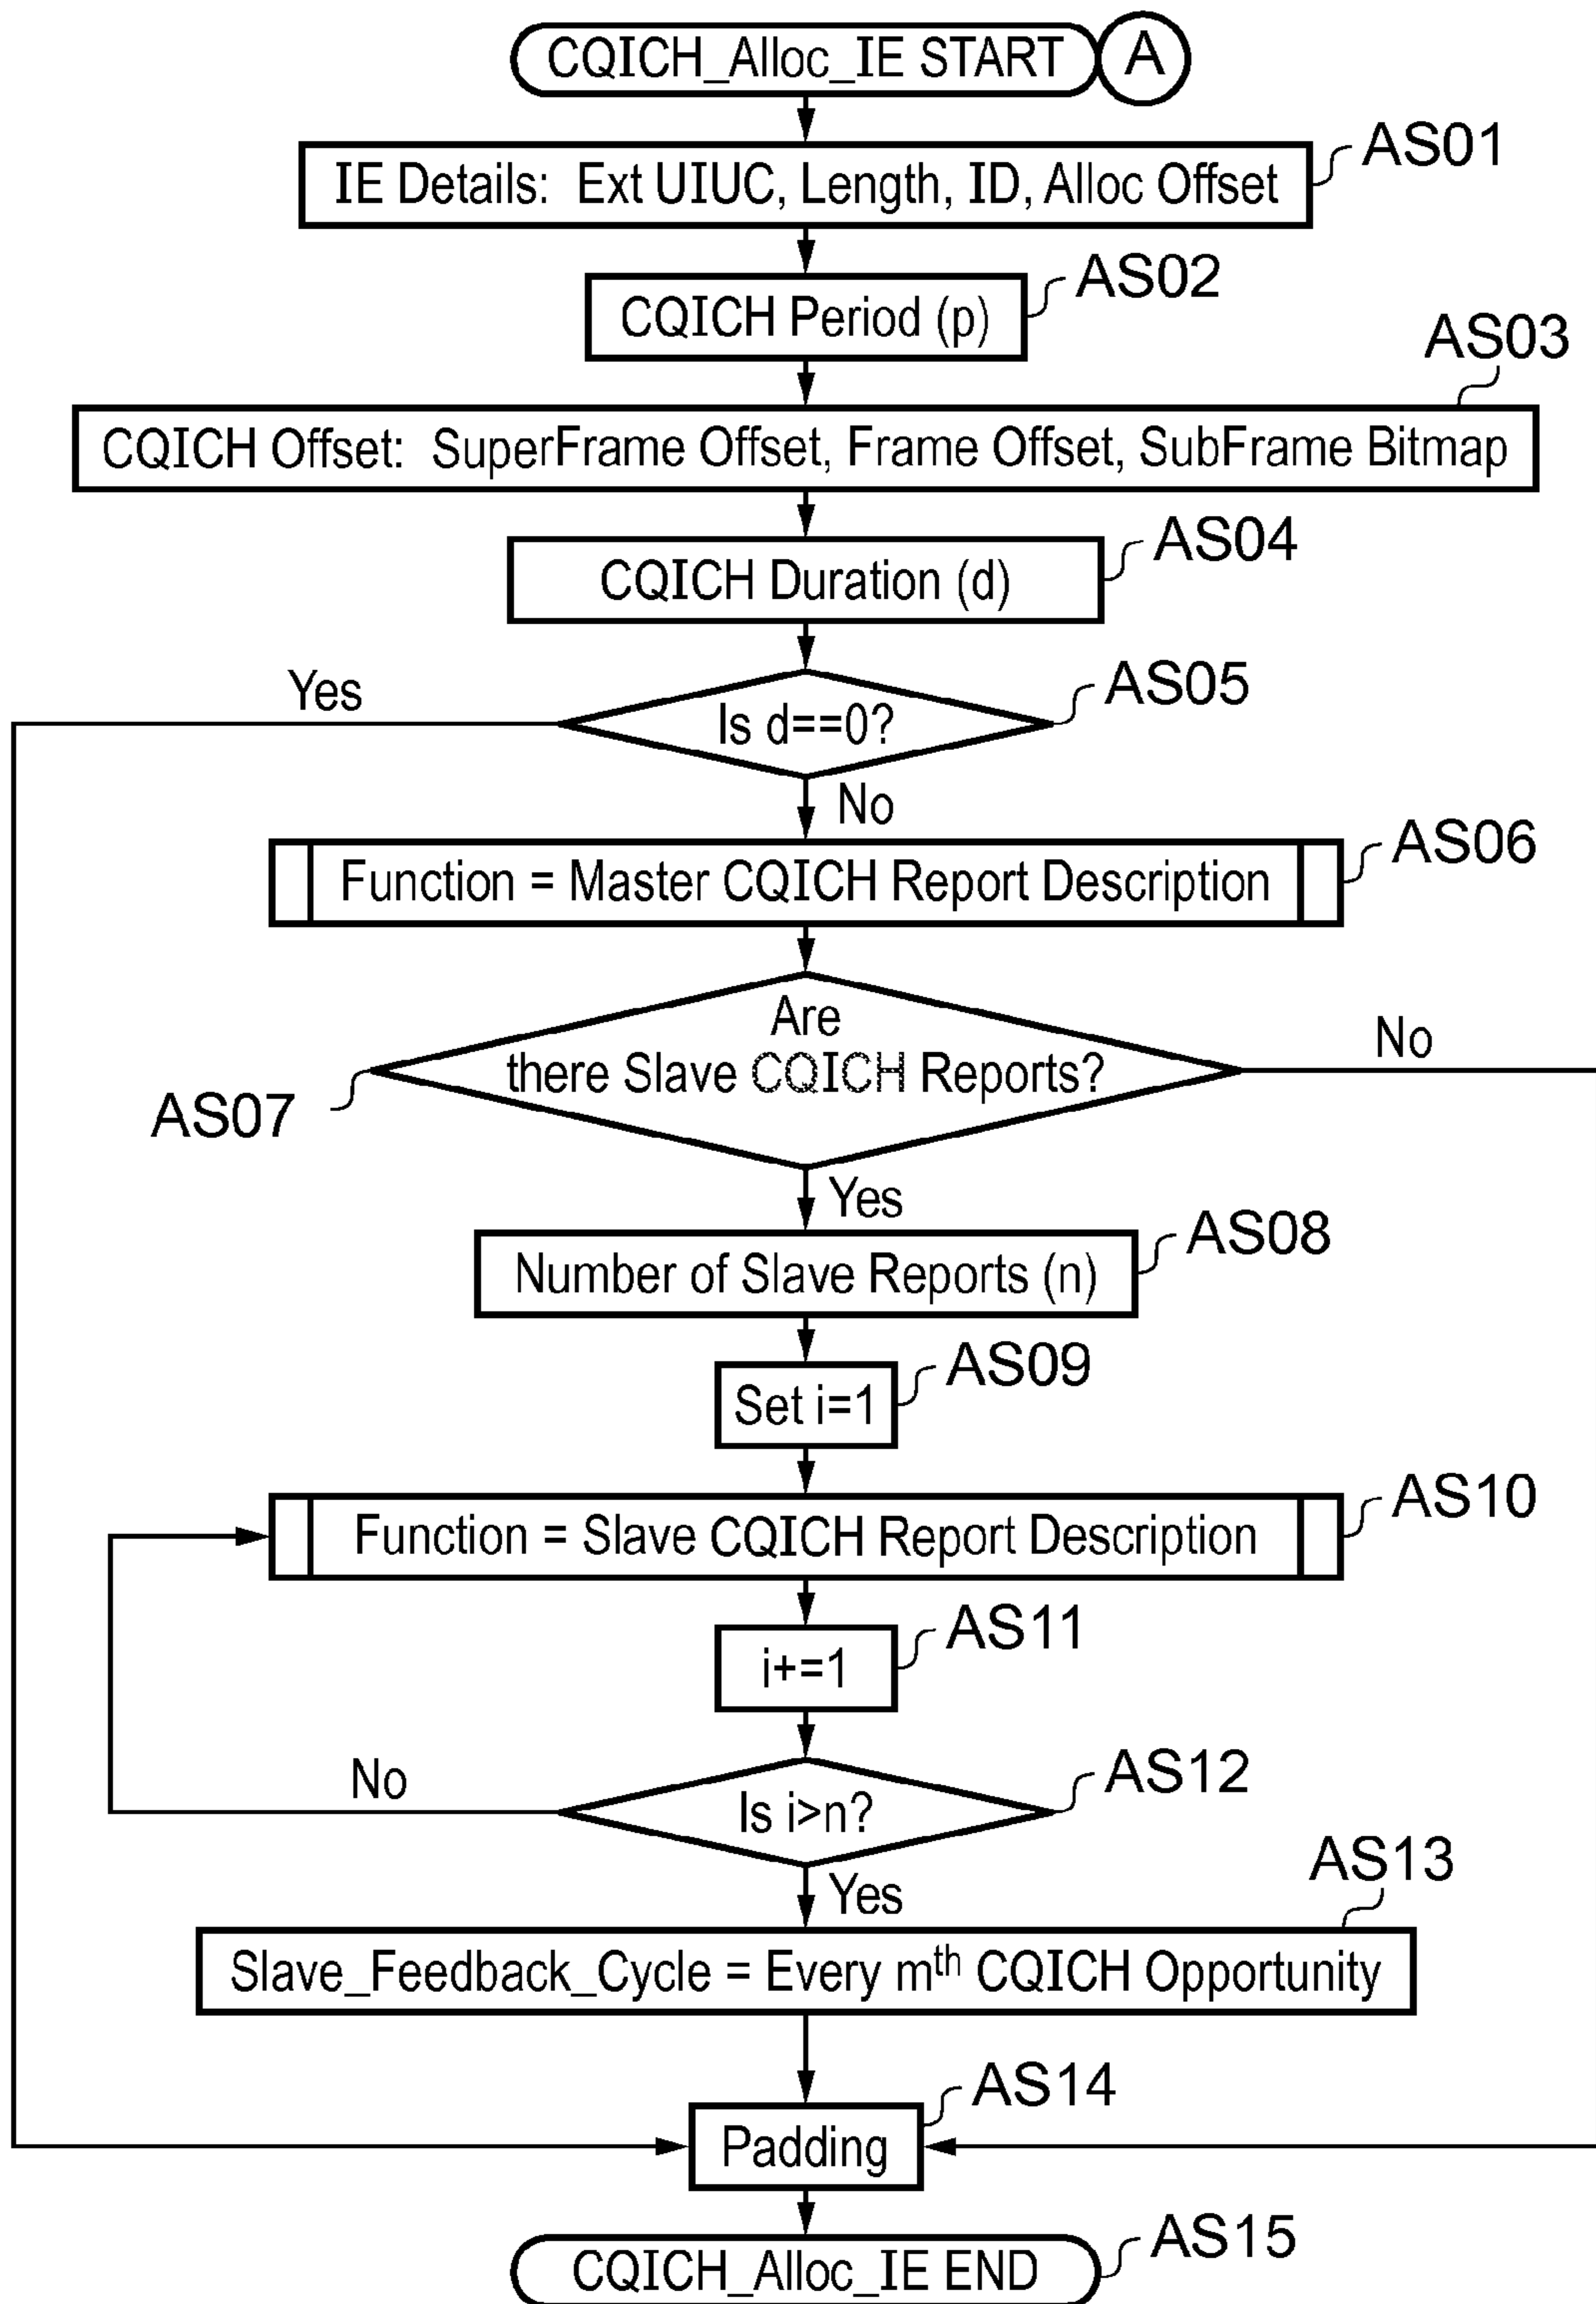 CQICH_Alloc_IE START
A
AS01
IE Details: Ext UIUC, Length, ID, Alloc Offset
AS02
CQICH Period (p)
AS03
CQICH Offset: SuperFrame Offset, Frame Offset, SubFrame Bitmap
AS04
CQICH Duration (d)
AS05
Yes
Is d==0?
No
AS06
Function = Master CQICH Report Description
Are
there Slave CQICH Reports?
No
AS07
Yes
AS08
Number of Slave Reports (n)
AS09
Set i=1
AS10
Function = Slave CQICH Report Description
AS11
i+=1
AS12
No
Is i>n?
AS13
Yes
Slave_Feedback_Cycle = Every mth CQICH Opportunity
AS14
Padding
AS15
CQICH_Alloc_IE END